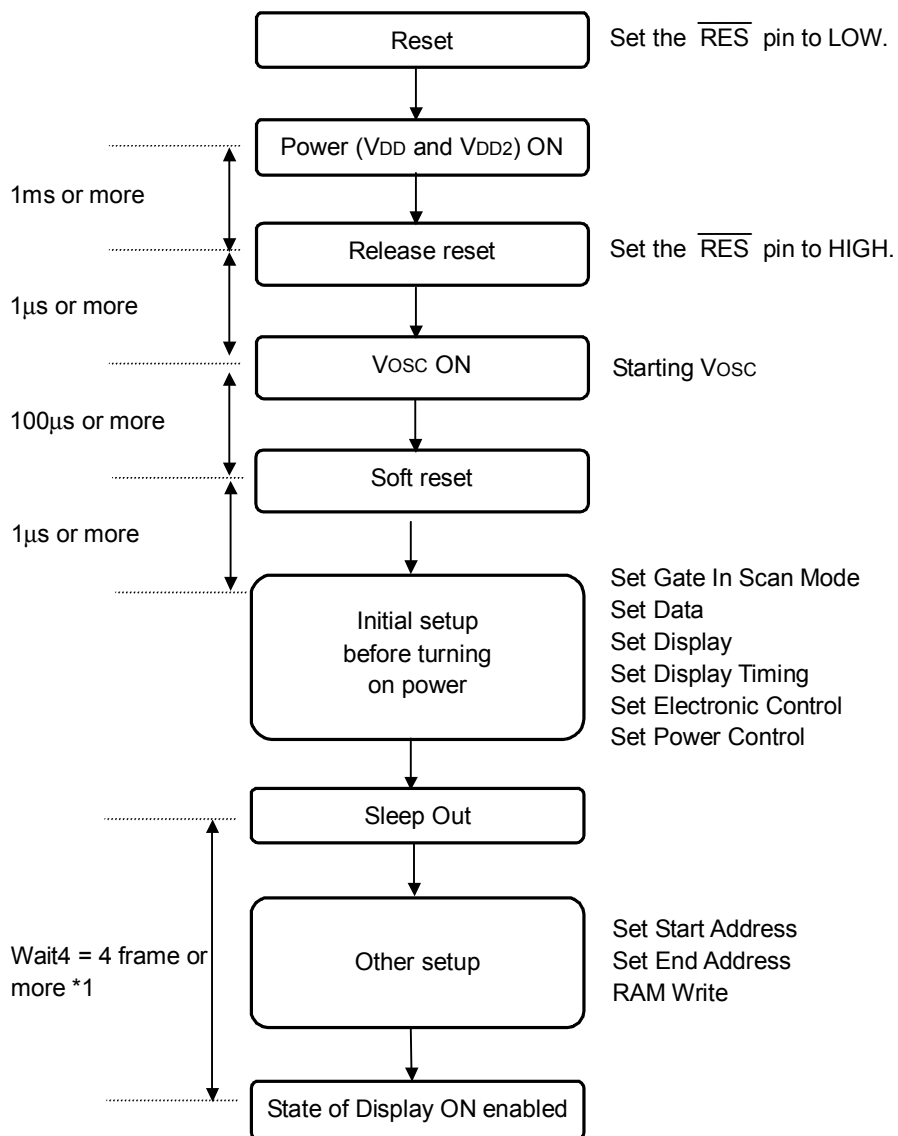 Reset
Set the RES pin to LOW.
Power (VDD and VDD2) ON
1ms or more
Release reset
Set the RES pin to HIGH.
1μs or more
VOSC ON
Starting VOSC
100μs or more
Soft reset
1μs or more
Initial setup
before turning
on power
Set Gate In Scan Mode
Set Data
Set Display
Set Display Timing
Set Electronic Control
Set Power Control
Sleep Out
Wait4 = 4 frame or
more *1
Other setup
Set Start Address
Set End Address
RAM Write
State of Display ON enabled